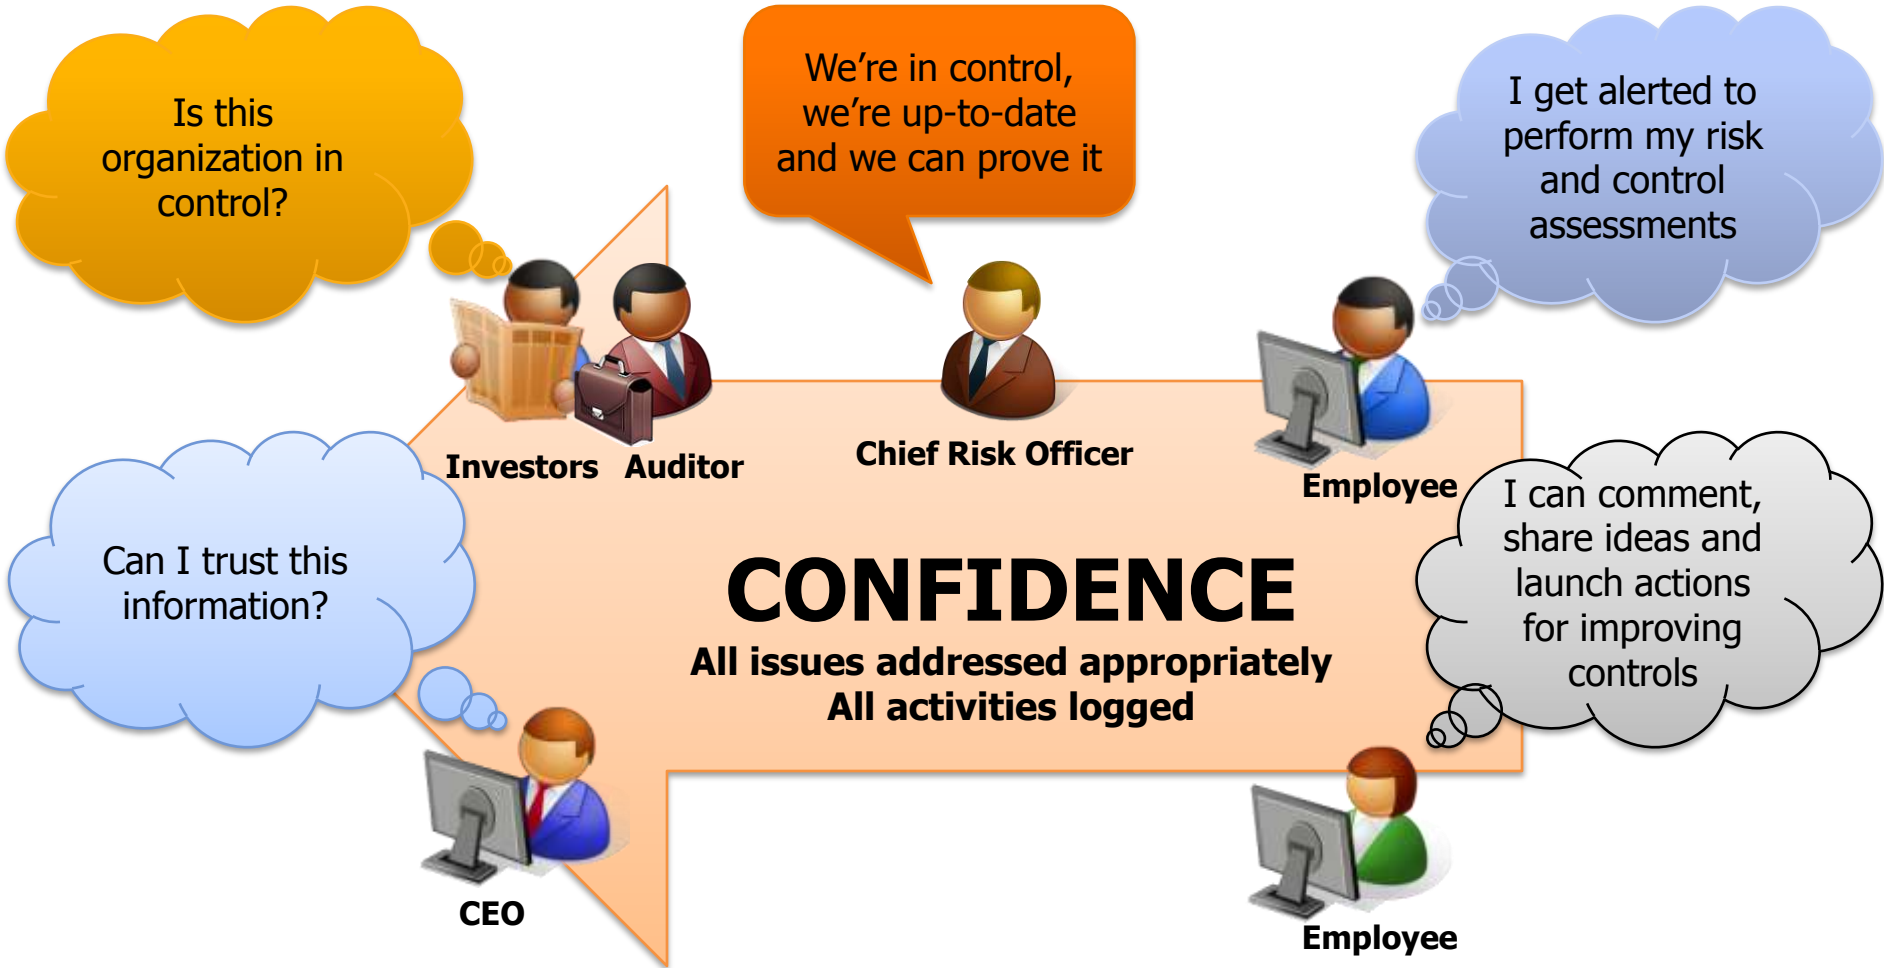 Is this
organization in
control?
We’re in control,
we’re up-to-date
and we can prove it
I get alerted to
perform my risk
and control
assessments
Investors
Auditor
Chief Risk Officer
Employee
Can I trust this
information?
CONFIDENCE
All issues addressed appropriately
All activities logged
I can comment,
share ideas and
launch actions
for improving
controls
CEO
Employee